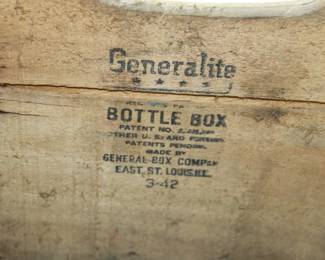 Generalite
BOTTLE BOX
PATENT NO.
OTHER U.S. AND FOREIGN
PATENTS PENDING.
MADE BY
GENERAL BOX COMPANY
EAST. ST. LOUIS.ILL.
3-42